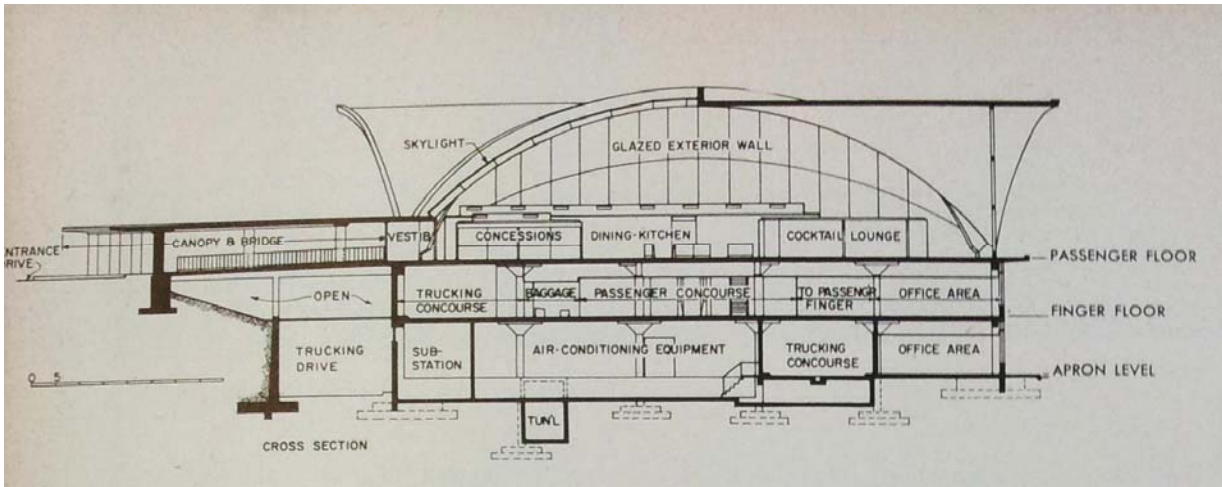 SKYLIGHT
GLAZED EXTERIOR WALL
ENTRANCE
DRIVE
CANOPY & BRIDGE
VESTIB
CONCESSIONS
DINING-KITCHEN
COCKTAIL LOUNGE
PASSENGER FLOOR
OPEN
TRUCKING
CONCOURSE
BAGGAGE
PASSENGER CONCOURSE
TO PASSENGR
FINGER
OFFICE AREA
FINGER FLOOR
TRUCKING
DRIVE
SUB-
STATION
AIR-CONDITIONING EQUIPMENT
TRUCKING
CONCOURSE
OFFICE AREA
APRON LEVEL
0 5
TUN'L
CROSS SECTION